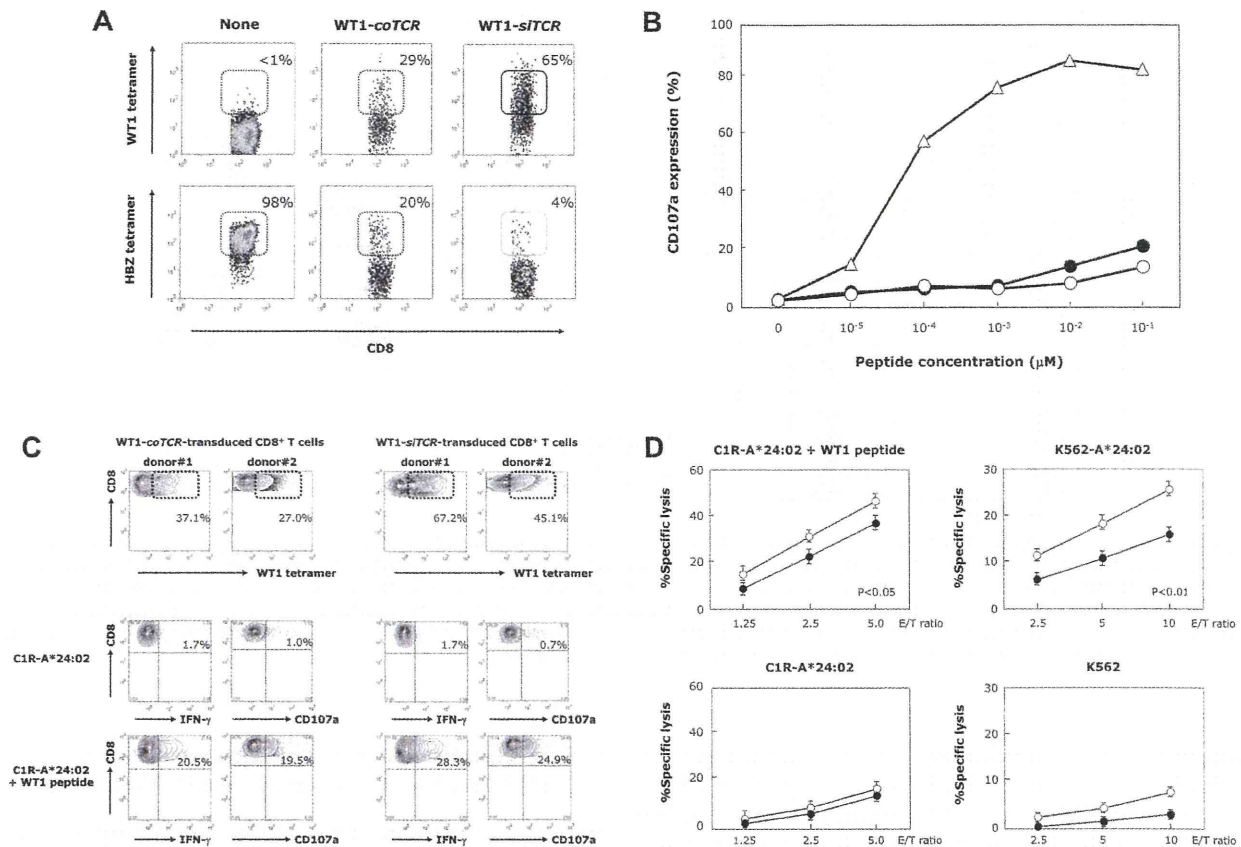 A
None
WT1-coTCR
WT1-siTCR
WT1 tetramer
<1%
29%
65%
HBZ tetramer
98%
20%
4%
CD8
B
CD107a expression (%)
100
80
60
40
20
0
0
10⁻⁵
10⁻⁴
10⁻³
10⁻²
10⁻¹
Peptide concentration (µM)
C
WT1-coTCR-transduced CD8⁺ T cells
WT1-siTCR-transduced CD8⁺ T cells
donor#1
donor#2
donor#1
donor#2
CD8
37.1%
27.0%
67.2%
45.1%
WT1 tetramer
WT1 tetramer
C1R-A*24:02
CD8
1.7%
1.0%
1.7%
0.7%
IFN-γ
CD107a
IFN-γ
CD107a
C1R-A*24:02
+ WT1 peptide
CD8
20.5%
19.5%
28.3%
24.9%
IFN-γ
CD107a
IFN-γ
CD107a
D
C1R-A*24:02 + WT1 peptide
%Specific lysis
60
40
20
0
P<0.05
1.25
2.5
5.0
E/T ratio
K562-A*24:02
%Specific lysis
30
20
10
0
P<0.01
2.5
5
10
E/T ratio
C1R-A*24:02
%Specific lysis
60
40
20
0
1.25
2.5
5.0
E/T ratio
K562
%Specific lysis
30
20
10
0
2.5
5
10
E/T ratio